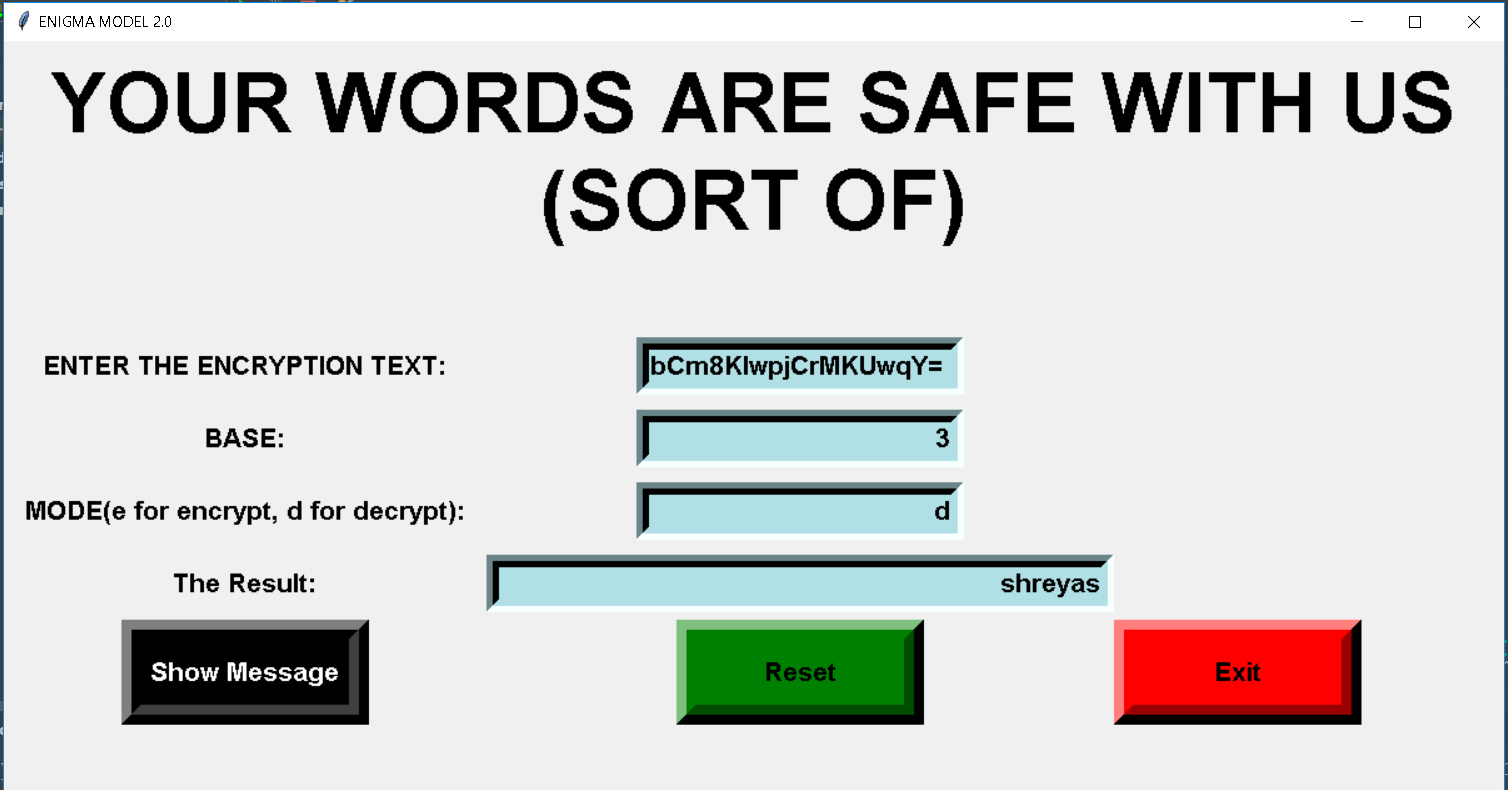 ENIGMA MODEL 2.0
YOUR WORDS ARE SAFE WITH US
(SORT OF)
ENTER THE ENCRYPTION TEXT:
bCm8KlwpjCrMKUwqY=
BASE:
3
MODE(e for encrypt, d for decrypt):
d
The Result:
shreyas
Show Message
Reset
Exit